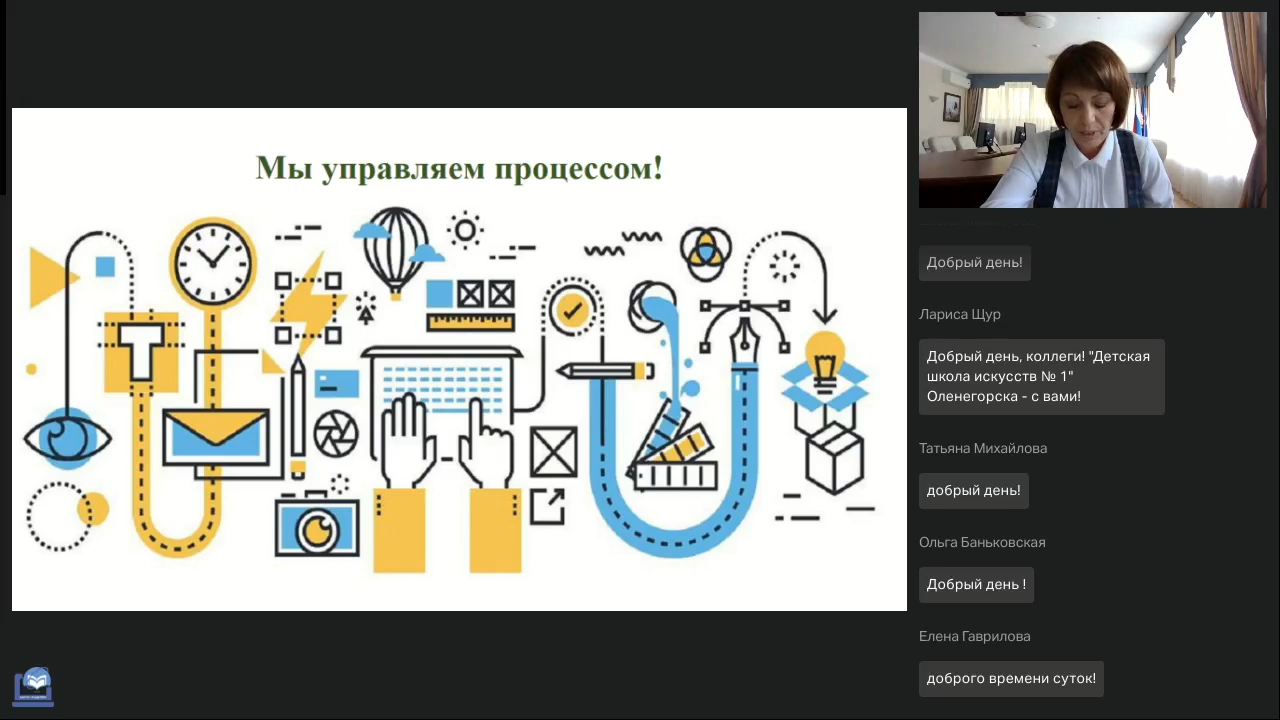 Мы управляем процессом!
T
Добрый день!
Лариса Щур
Добрый день, коллеги! "Детская
школа искусств № 1"
Оленегорска - с вами!
Татьяна Михайлова
добрый день!
Ольга Баньковская
Добрый день !
Елена Гаврилова
доброго времени суток!